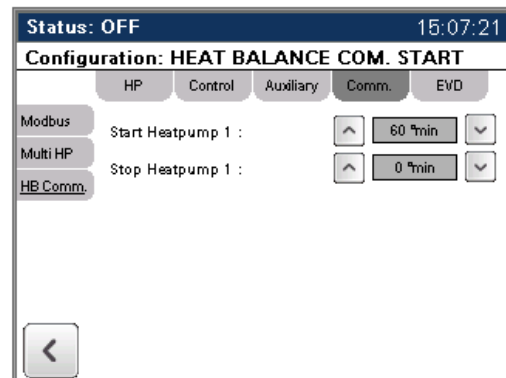 Status: OFF 15:07:21
Configuration: HEAT BALANCE COM. START
HP Control Auxiliary Comm. EVD
Modbus
Multi HP
HB Comm.
Start Heatpump 1 : 60 °min
Stop Heatpump 1 : 0 °min